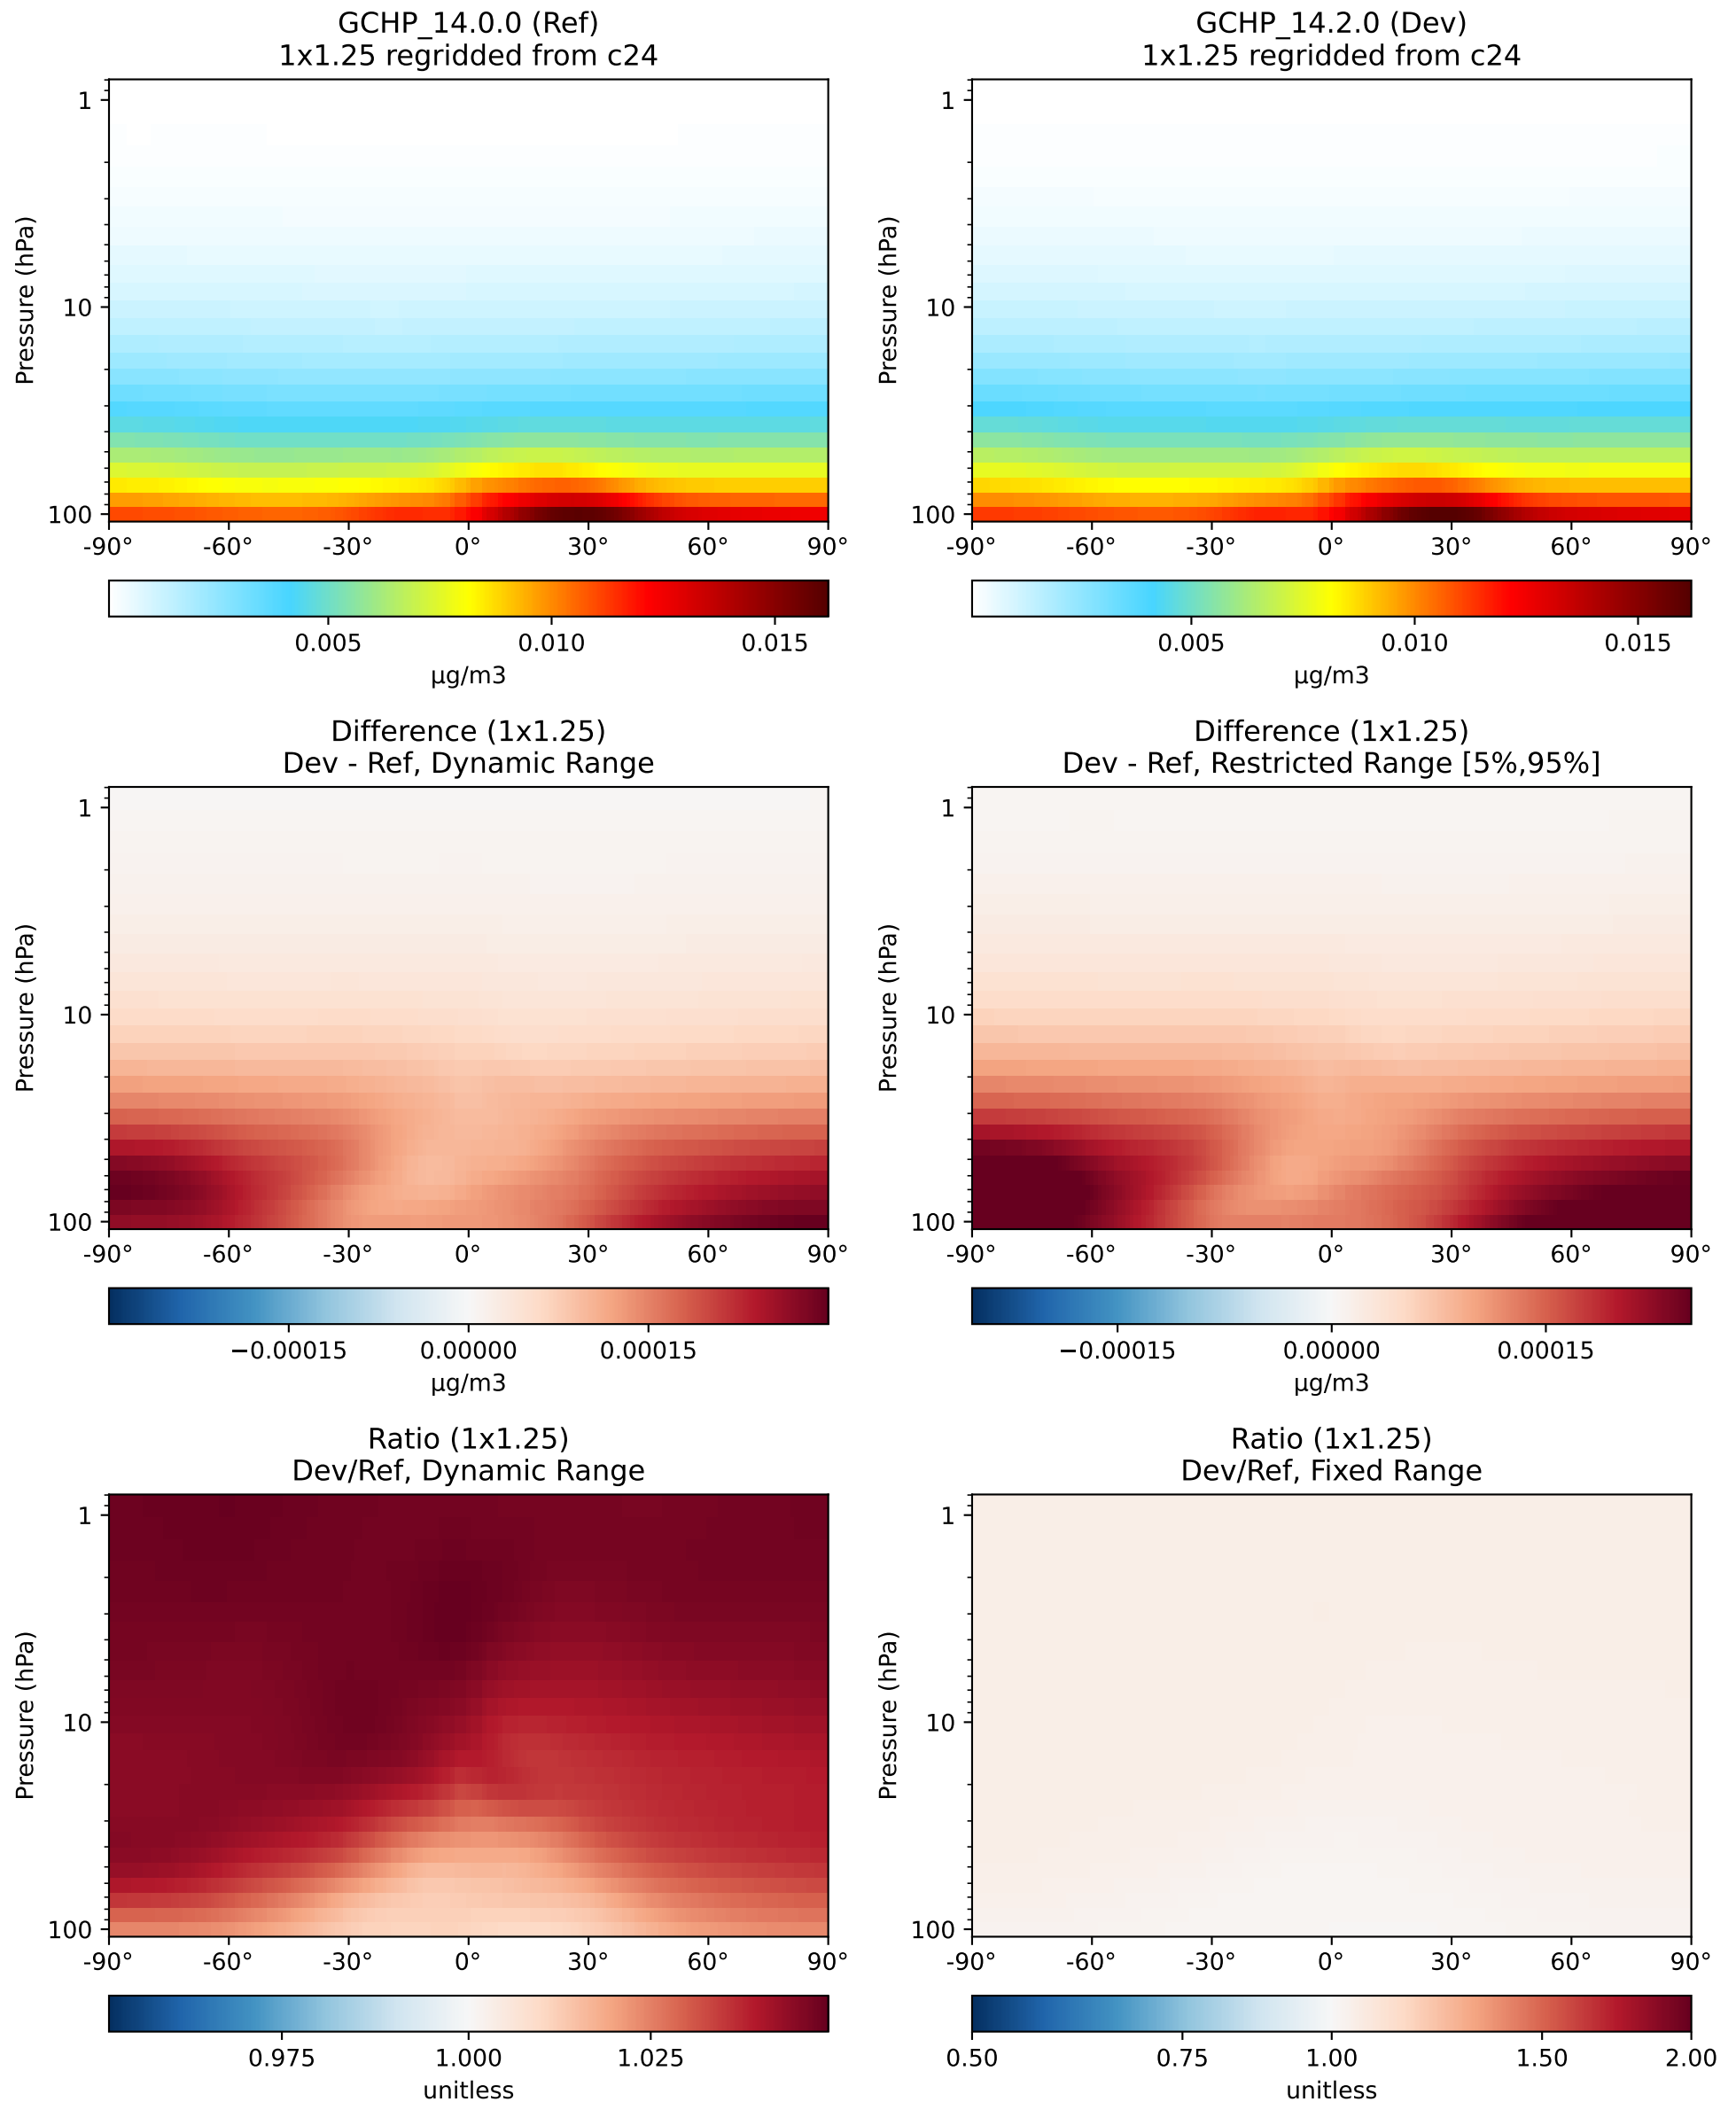 GCHP_14.0.0 (Ref)
1x1.25 regridded from c24
Pressure (hPa)
1
10
100
-90° -60° -30° 0° 30° 60° 90°
0.005 0.010 0.015
µg/m3
GCHP_14.2.0 (Dev)
1x1.25 regridded from c24
Pressure (hPa)
1
10
100
-90° -60° -30° 0° 30° 60° 90°
0.005 0.010 0.015
µg/m3
Difference (1x1.25)
Dev - Ref, Dynamic Range
Pressure (hPa)
1
10
100
-90° -60° -30° 0° 30° 60° 90°
−0.00015 0.00000 0.00015
µg/m3
Difference (1x1.25)
Dev - Ref, Restricted Range [5%,95%]
Pressure (hPa)
1
10
100
-90° -60° -30° 0° 30° 60° 90°
−0.00015 0.00000 0.00015
µg/m3
Ratio (1x1.25)
Dev/Ref, Dynamic Range
Pressure (hPa)
1
10
100
-90° -60° -30° 0° 30° 60° 90°
0.975 1.000 1.025
unitless
Ratio (1x1.25)
Dev/Ref, Fixed Range
Pressure (hPa)
1
10
100
-90° -60° -30° 0° 30° 60° 90°
0.50 0.75 1.00 1.50 2.00
unitless